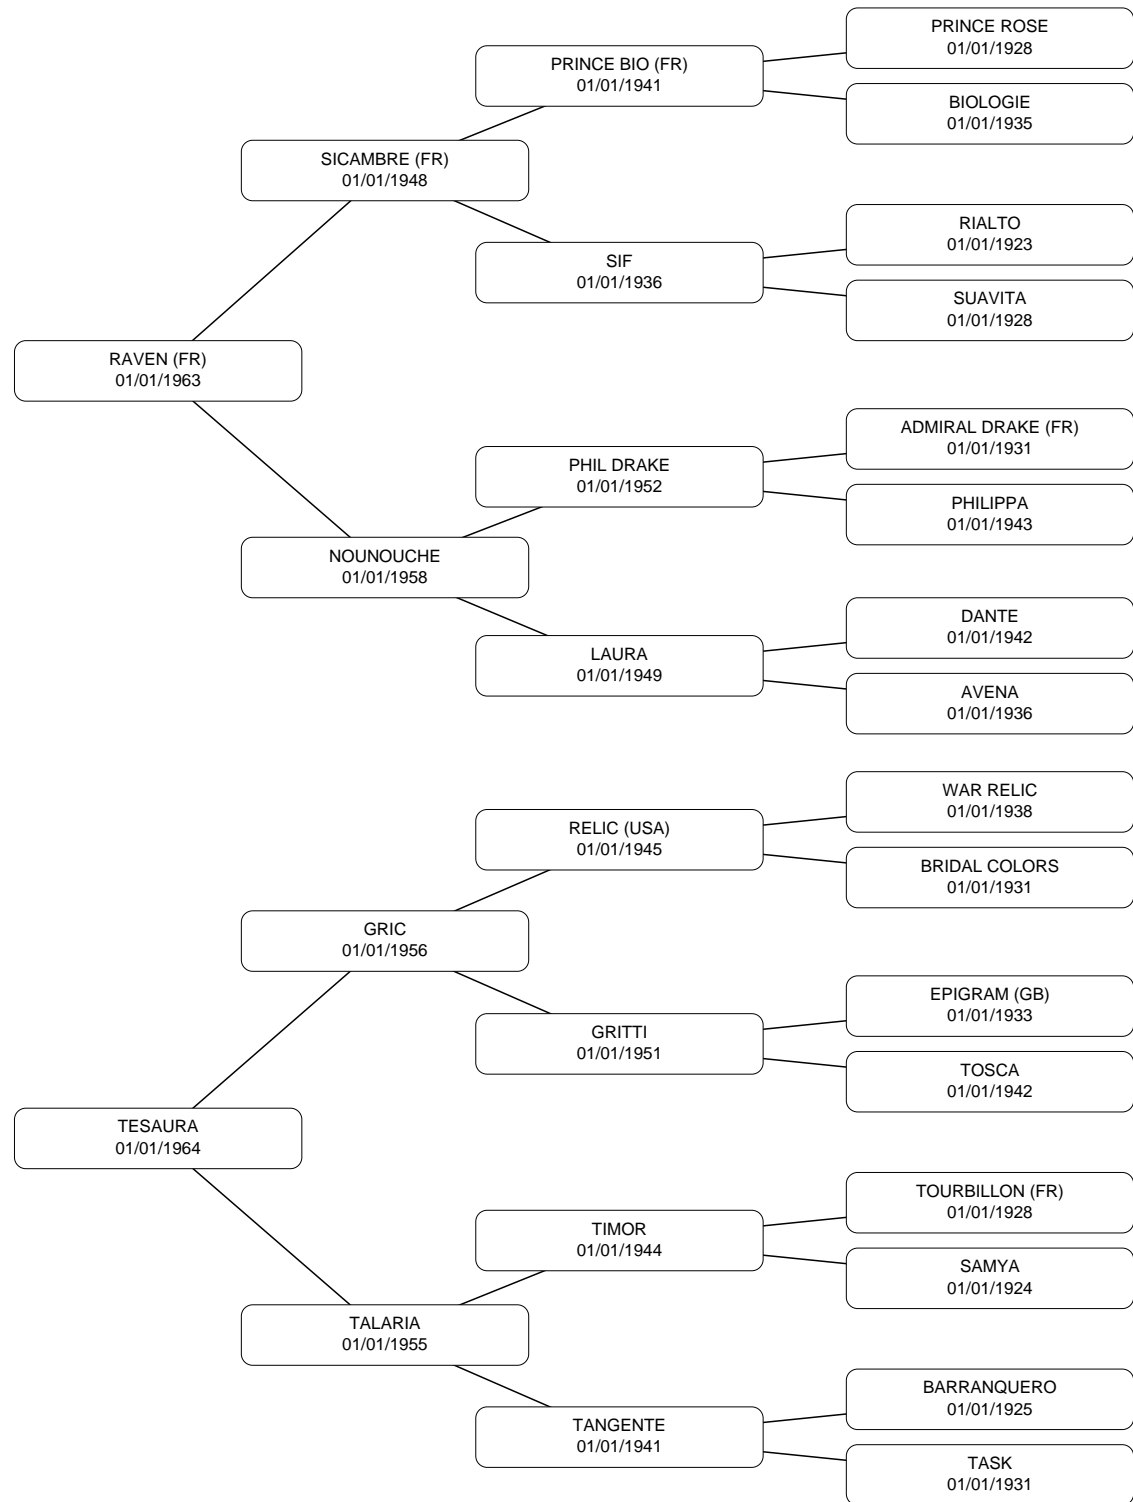 PRINCE ROSE
01/01/1928
PRINCE BIO (FR)
01/01/1941
BIOLOGIE
01/01/1935
SICAMBRE (FR)
01/01/1948
RIALTO
01/01/1923
SIF
01/01/1936
SUAVITA
01/01/1928
RAVEN (FR)
01/01/1963
ADMIRAL DRAKE (FR)
01/01/1931
PHIL DRAKE
01/01/1952
PHILIPPA
01/01/1943
NOUNOUCHE
01/01/1958
DANTE
01/01/1942
LAURA
01/01/1949
AVENA
01/01/1936
WAR RELIC
01/01/1938
RELIC (USA)
01/01/1945
BRIDAL COLORS
01/01/1931
GRIC
01/01/1956
EPIGRAM (GB)
01/01/1933
GRITTI
01/01/1951
TOSCA
01/01/1942
TESAURA
01/01/1964
TOURBILLON (FR)
01/01/1928
TIMOR
01/01/1944
SAMYA
01/01/1924
TALARIA
01/01/1955
BARRANQUERO
01/01/1925
TANGENTE
01/01/1941
TASK
01/01/1931